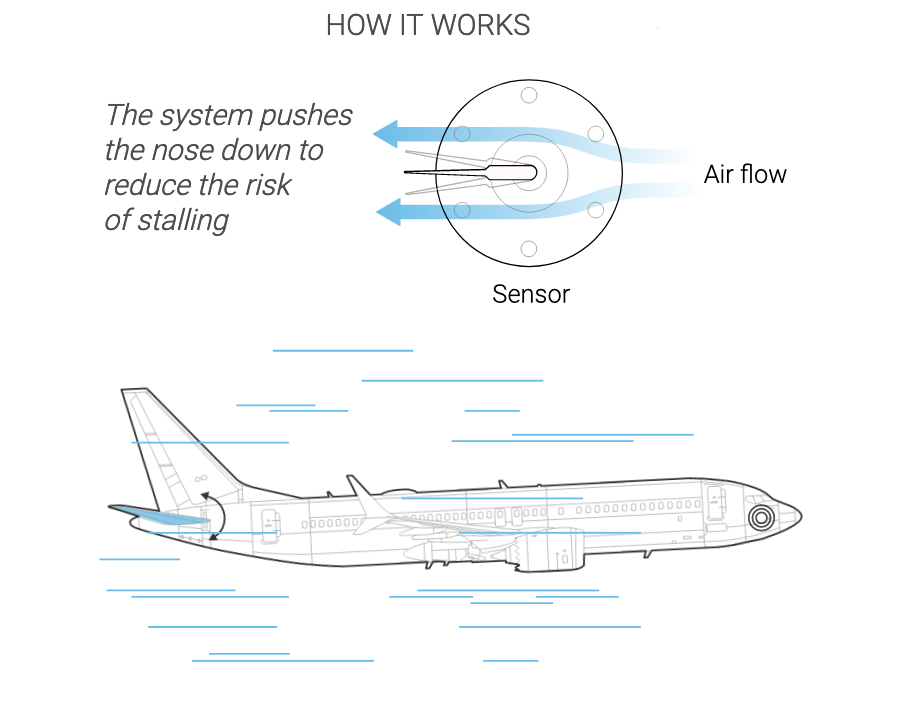 HOW IT WORKS
The system pushes
the nose down to
reduce the risk
of stalling
Air flow
Sensor